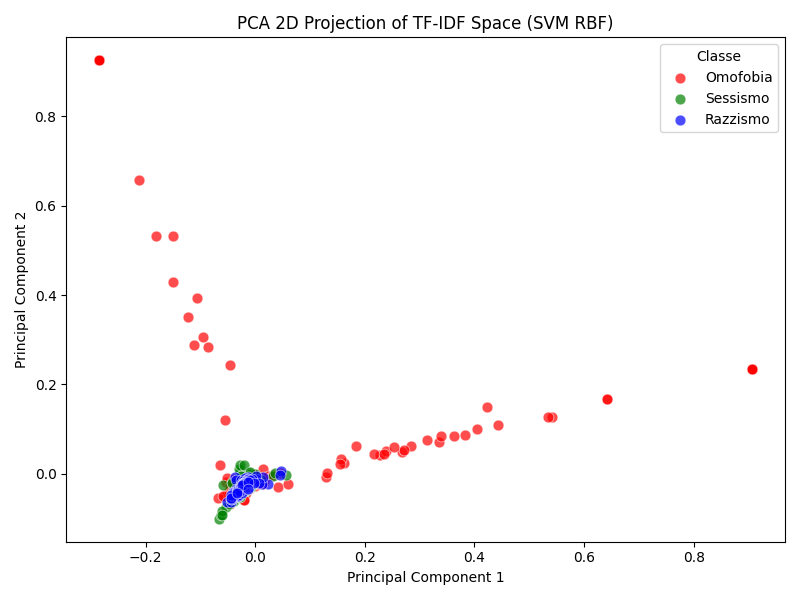 PCA 2D Projection of TF-IDF Space (SVM RBF)
Classe
Omofobia
Sessismo
Razzismo
Principal Component 2
0.8
0.6
0.4
0.2
0.0
−0.2 0.0 0.2 0.4 0.6 0.8
Principal Component 1